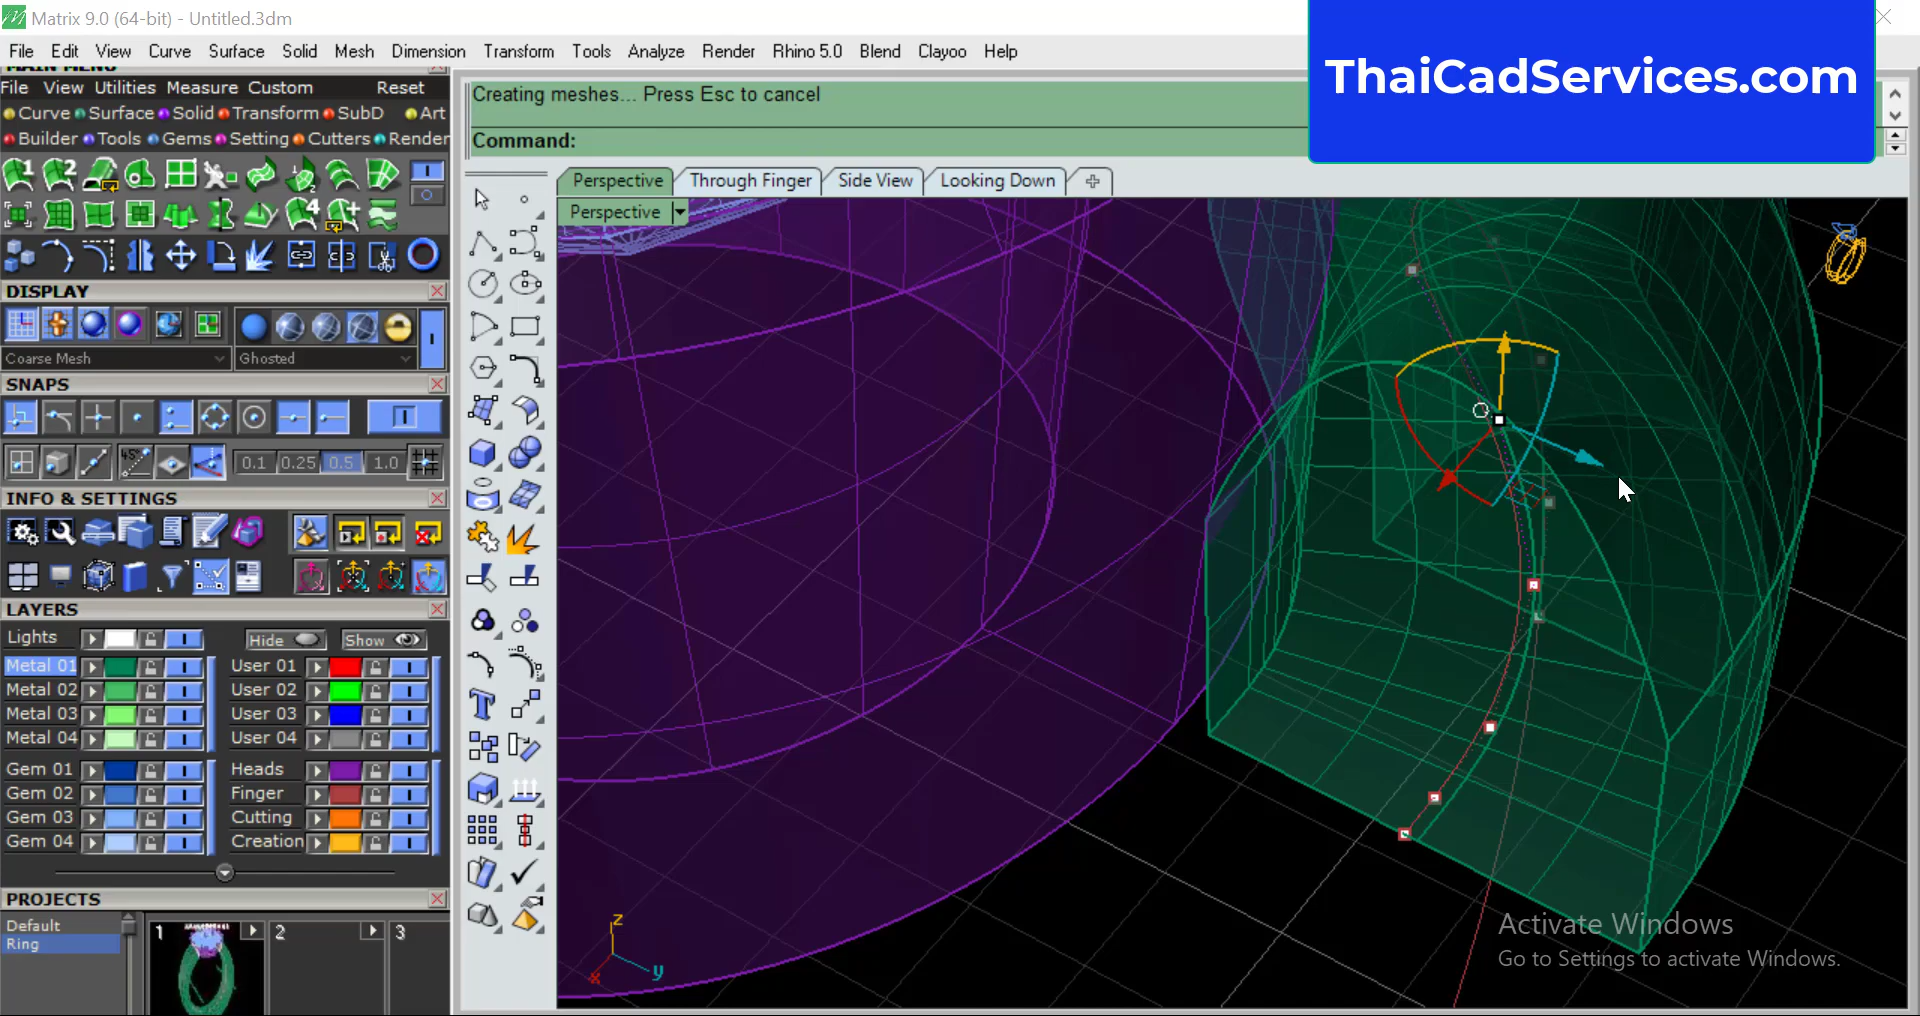 Matrix 9.0 (64-bit) - Untitled.3dm
File Edit View Curve Surface Solid Mesh Dimension Transform Tools Analyze Render Rhino 5.0 Blend Clayoo Help
ThaiCadServices.com
MAIN MENU
File View Utilities Measure Custom Reset
Curve Surface Solid Transform SubD Art
Builder Tools Gems Setting Cutters Render
Creating meshes... Press Esc to cancel
Command:
Perspective Through Finger Side View Looking Down
Perspective
DISPLAY
Coarse Mesh Ghosted
SNAPS
45°
0.1 0.25 0.5 1.0
INFO & SETTINGS
LAYERS
Lights Hide Show
Metal 01 User 01
Metal 02 User 02
Metal 03 User 03
Metal 04 User 04
Gem 01 Heads
Gem 02 Finger
Gem 03 Cutting
Gem 04 Creation
PROJECTS
Default
Ring
1 2 3
z
y
x
Activate Windows
Go to Settings to activate Windows.